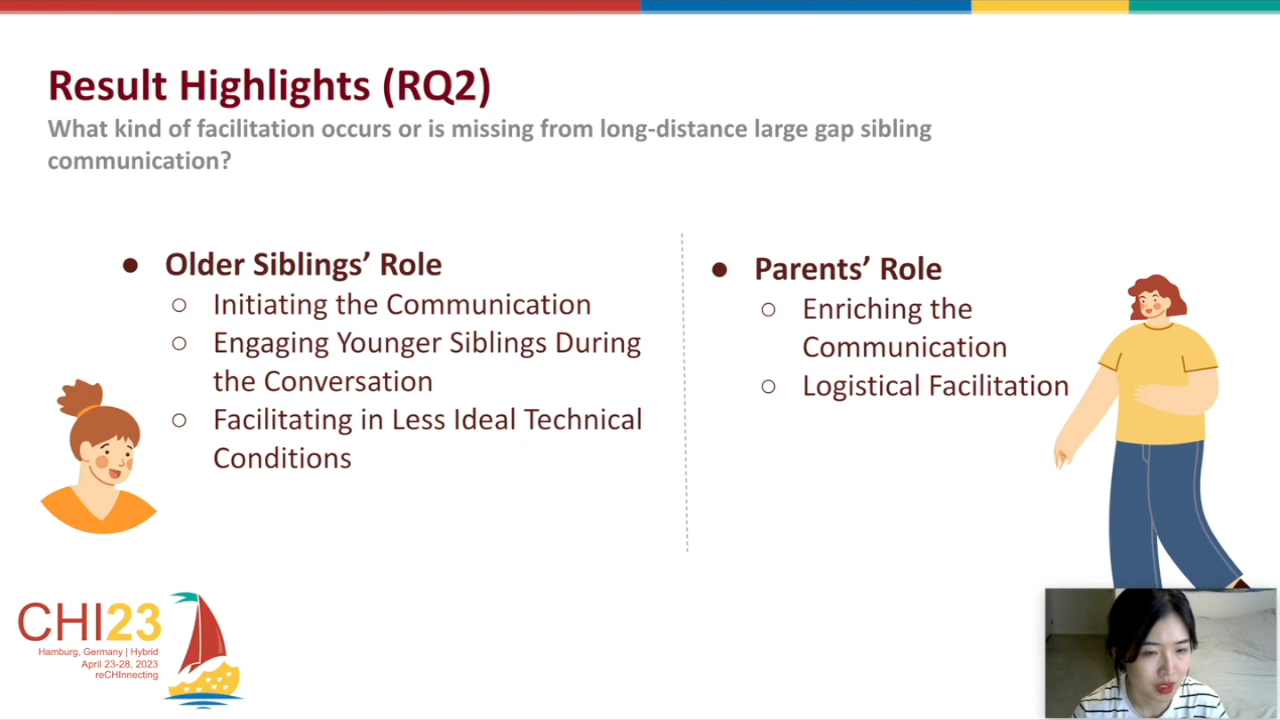 Result Highlights (RQ2)
What kind of facilitation occurs or is missing from long-distance large gap sibling
communication?
● Older Siblings’ Role
○ Initiating the Communication
○ Engaging Younger Siblings During
the Conversation
○ Facilitating in Less Ideal Technical
Conditions
● Parents’ Role
○ Enriching the
Communication
○ Logistical Facilitation
CHI23
Hamburg, Germany | Hybrid
April 23-28, 2023
reCHInnecting